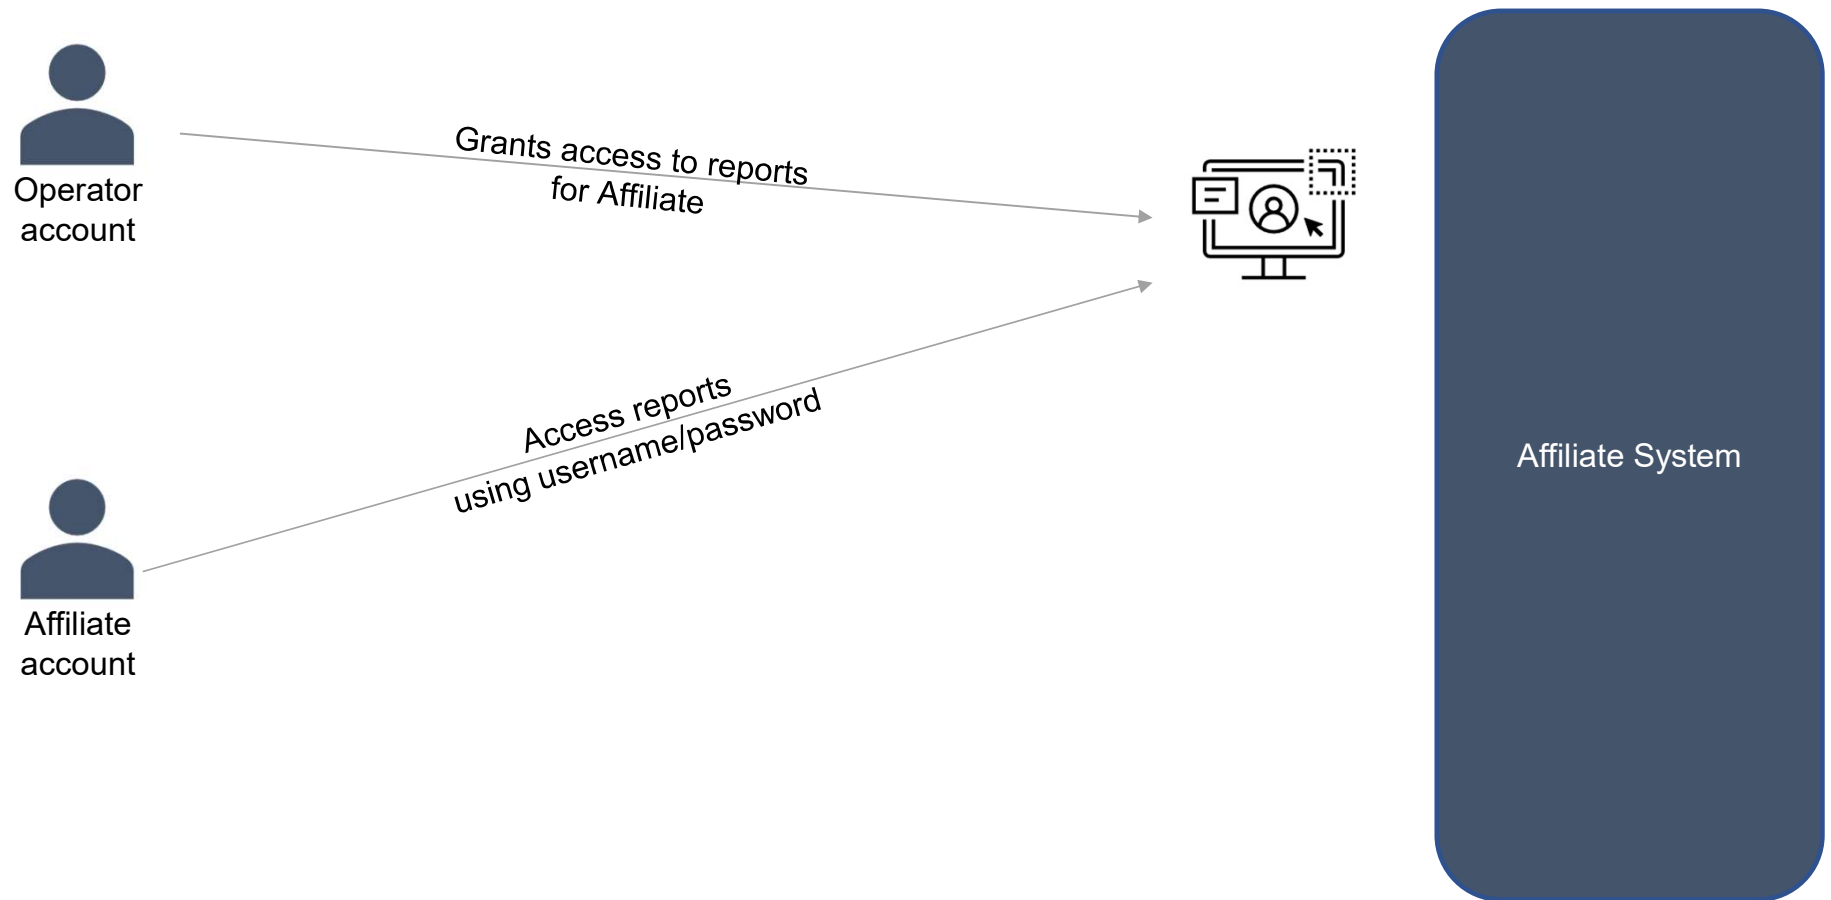 Operator
account
Grants access to reports
for Affiliate
Access reports
using username/password
Affiliate
account
Affiliate System